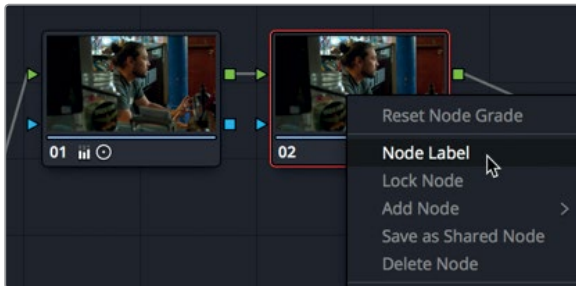 01
02
Reset Node Grade
Node Label
Lock Node
Add Node
Save as Shared Node
Delete Node